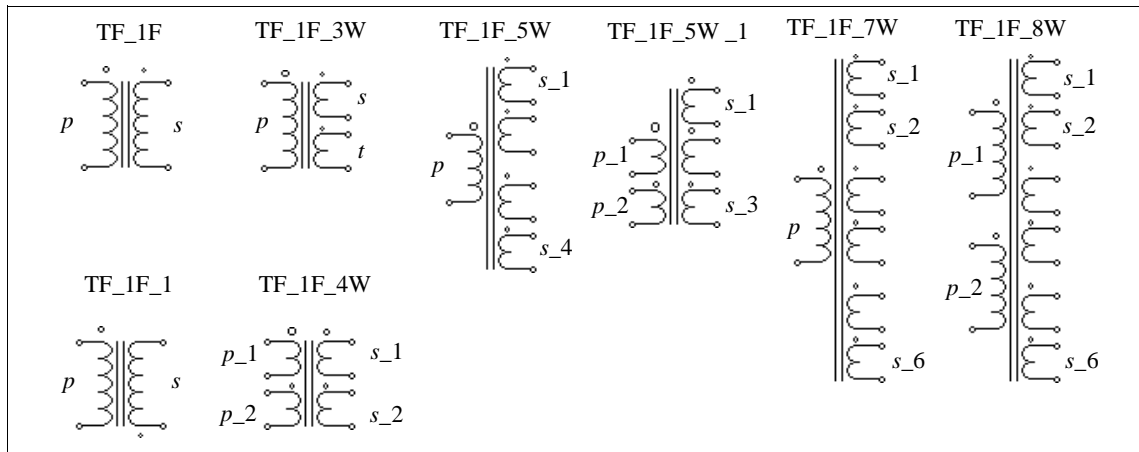 TF_1F TF_1F_3W TF_1F_5W TF_1F_5W _1 TF_1F_7W TF_1F_8W
p s
p s t
p s_1 s_4
p_1 p_2 s_1 s_3
p s_1 s_2 s_6
p_1 p_2 s_1 s_2 s_6
TF_1F_1 TF_1F_4W
p s
p_1 s_1
p_2 s_2